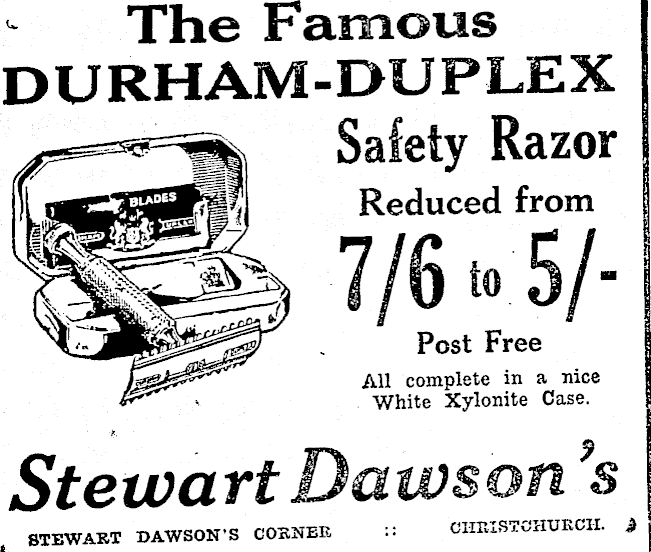 The Famous
DURHAM-DUPLEX
Safety Razor
Reduced from
7/6 to 5/-
Post Free
All complete in a nice
White Xylonite Case.
BLADES
Stewart Dawson's
STEWART DAWSON'S CORNER :: CHRISTCHURCH.